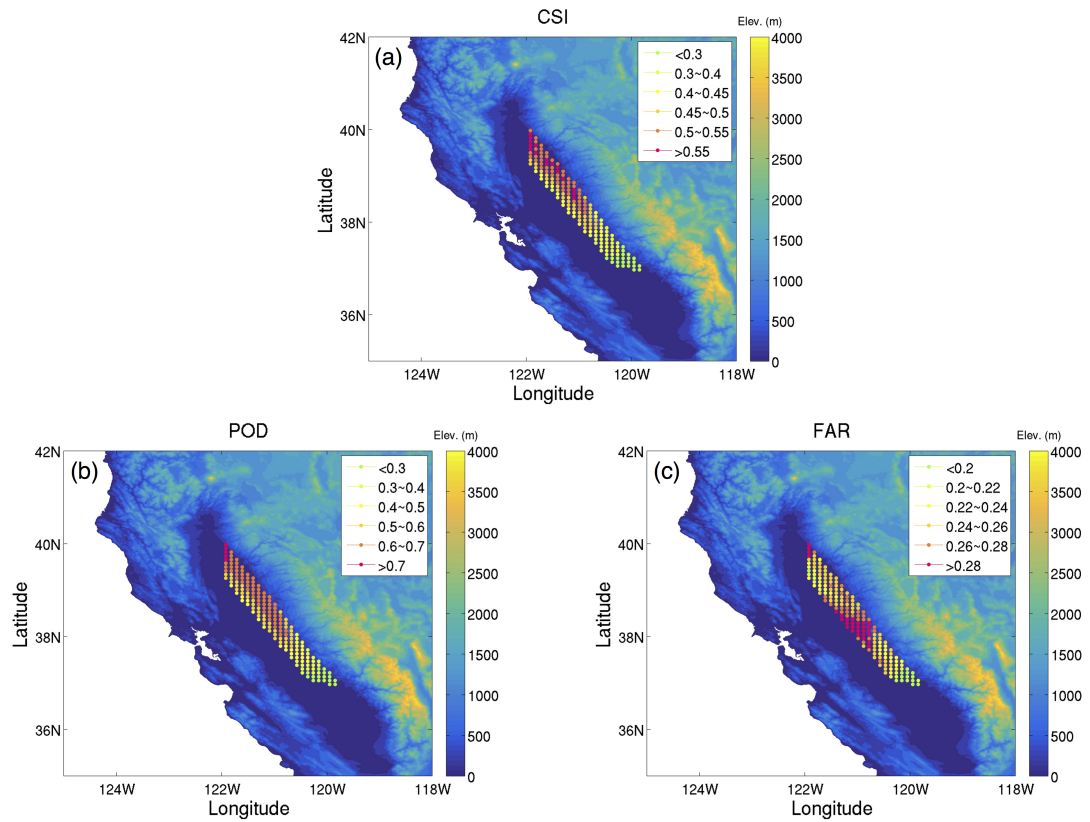 CSI
Elev. (m)
(a)
42N
40N
38N
36N
Latitude
<0.3
0.3~0.4
0.4~0.45
0.45~0.5
0.5~0.55
>0.55
4000
3500
3000
2500
2000
1500
1000
500
0
124W
122W
120W
118W
Longitude
POD
Elev. (m)
(b)
42N
40N
38N
36N
Latitude
<0.3
0.3~0.4
0.4~0.5
0.5~0.6
0.6~0.7
>0.7
4000
3500
3000
2500
2000
1500
1000
500
0
124W
122W
120W
118W
Longitude
FAR
Elev. (m)
(c)
42N
40N
38N
36N
Latitude
<0.2
0.2~0.22
0.22~0.24
0.24~0.26
0.26~0.28
>0.28
4000
3500
3000
2500
2000
1500
1000
500
0
124W
122W
120W
118W
Longitude